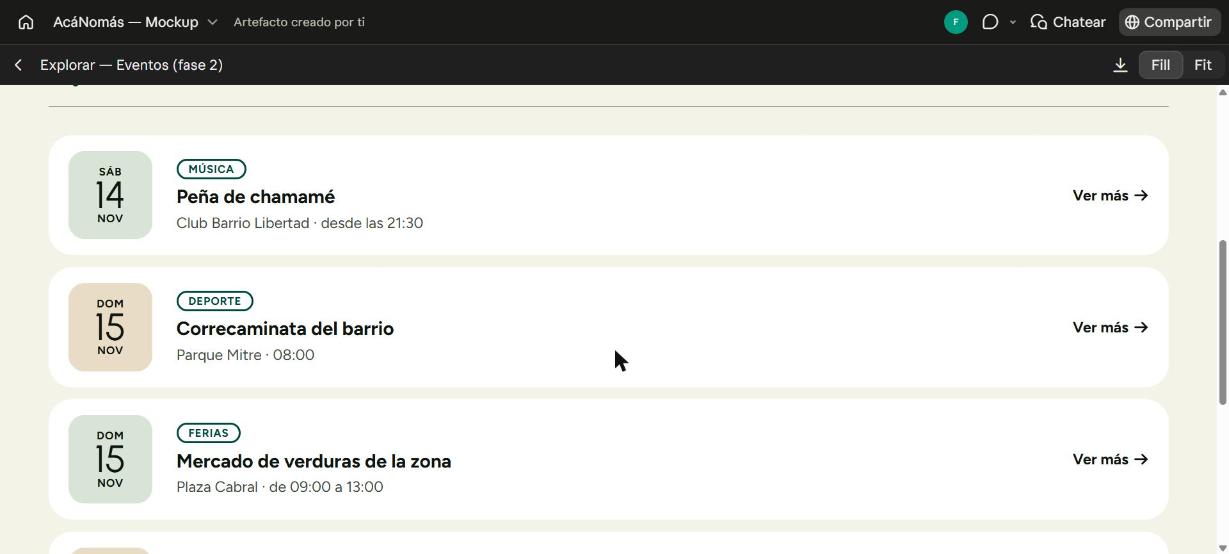 AcáNomás — Mockup
Artefacto creado por ti
F
Chatear
Compartir
Explorar — Eventos (fase 2)
Fill
Fit
SÁB
14
NOV
MÚSICA
Peña de chamamé
Club Barrio Libertad · desde las 21:30
Ver más →
DOM
15
NOV
DEPORTE
Correcaminata del barrio
Parque Mitre · 08:00
Ver más →
DOM
15
NOV
FERIAS
Mercado de verduras de la zona
Plaza Cabral · de 09:00 a 13:00
Ver más →